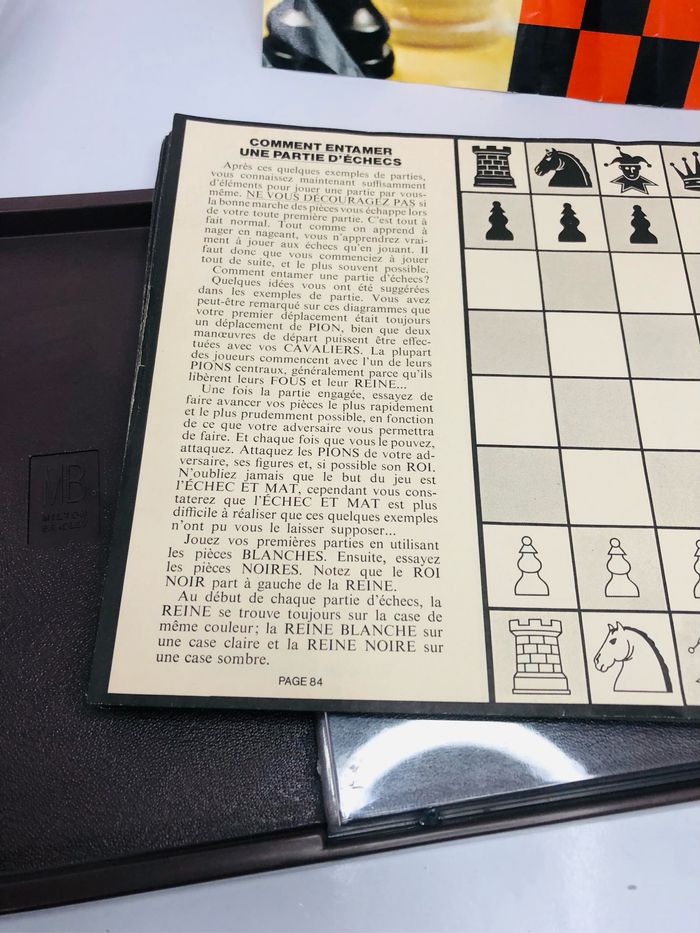 COMMENT ENTAMER
UNE PARTIE D'ÉCHECS
Après ces quelques exemples de parties,
vous connaissez maintenant suffisamment
d'éléments pour jouer une partie par vous-
même. NE VOUS DÉCOURAGEZ PAS si
la bonne marche des pièces vous échappe lors
de votre toute première partie. C'est tout à
fait normal. Tout comme on apprend à
nager en nageant, vous n'apprendrez vrai-
ment à jouer aux échecs qu'en jouant. Il
faut donc que vous commenciez à jouer
tout de suite, et le plus souvent possible.
Comment entamer une partie d'échecs?
Quelques idées vous ont été suggérées
dans les exemples de partie. Vous avez
peut-être remarqué sur ces diagrammes que
votre premier déplacement était toujours
un déplacement de PION, bien que deux
manœuvres de départ puissent être effec-
tuées avec vos CAVALIERS. La plupart
des joueurs commencent avec l'un de leurs
PIONS centraux, généralement parce qu'ils
libèrent leurs FOUS et leur REINE...
Une fois la partie engagée, essayez de
faire avancer vos pièces le plus rapidement
et le plus prudemment possible, en fonction
de ce que votre adversaire vous permettra
de faire. Et chaque fois que vous le pouvez,
attaquez. Attaquez les PIONS de votre ad-
versaire, ses figures et, si possible son ROI.
N'oubliez jamais que le but du jeu est
l'ÉCHEC ET MAT, cependant vous cons-
taterez que l'ÉCHEC ET MAT est plus
difficile à réaliser que ces quelques exemples
n'ont pu vous le laisser supposer...
Jouez vos premières parties en utilisant
les pièces BLANCHES. Ensuite, essayez
les pièces NOIRES. Notez que le ROI
NOIR part à gauche de la REINE.
Au début de chaque partie d'échecs, la
REINE se trouve toujours sur la case de
même couleur; la REINE BLANCHE sur
une case claire et la REINE NOIRE sur
une case sombre.
PAGE 84
MB
MILTON
BRADLEY